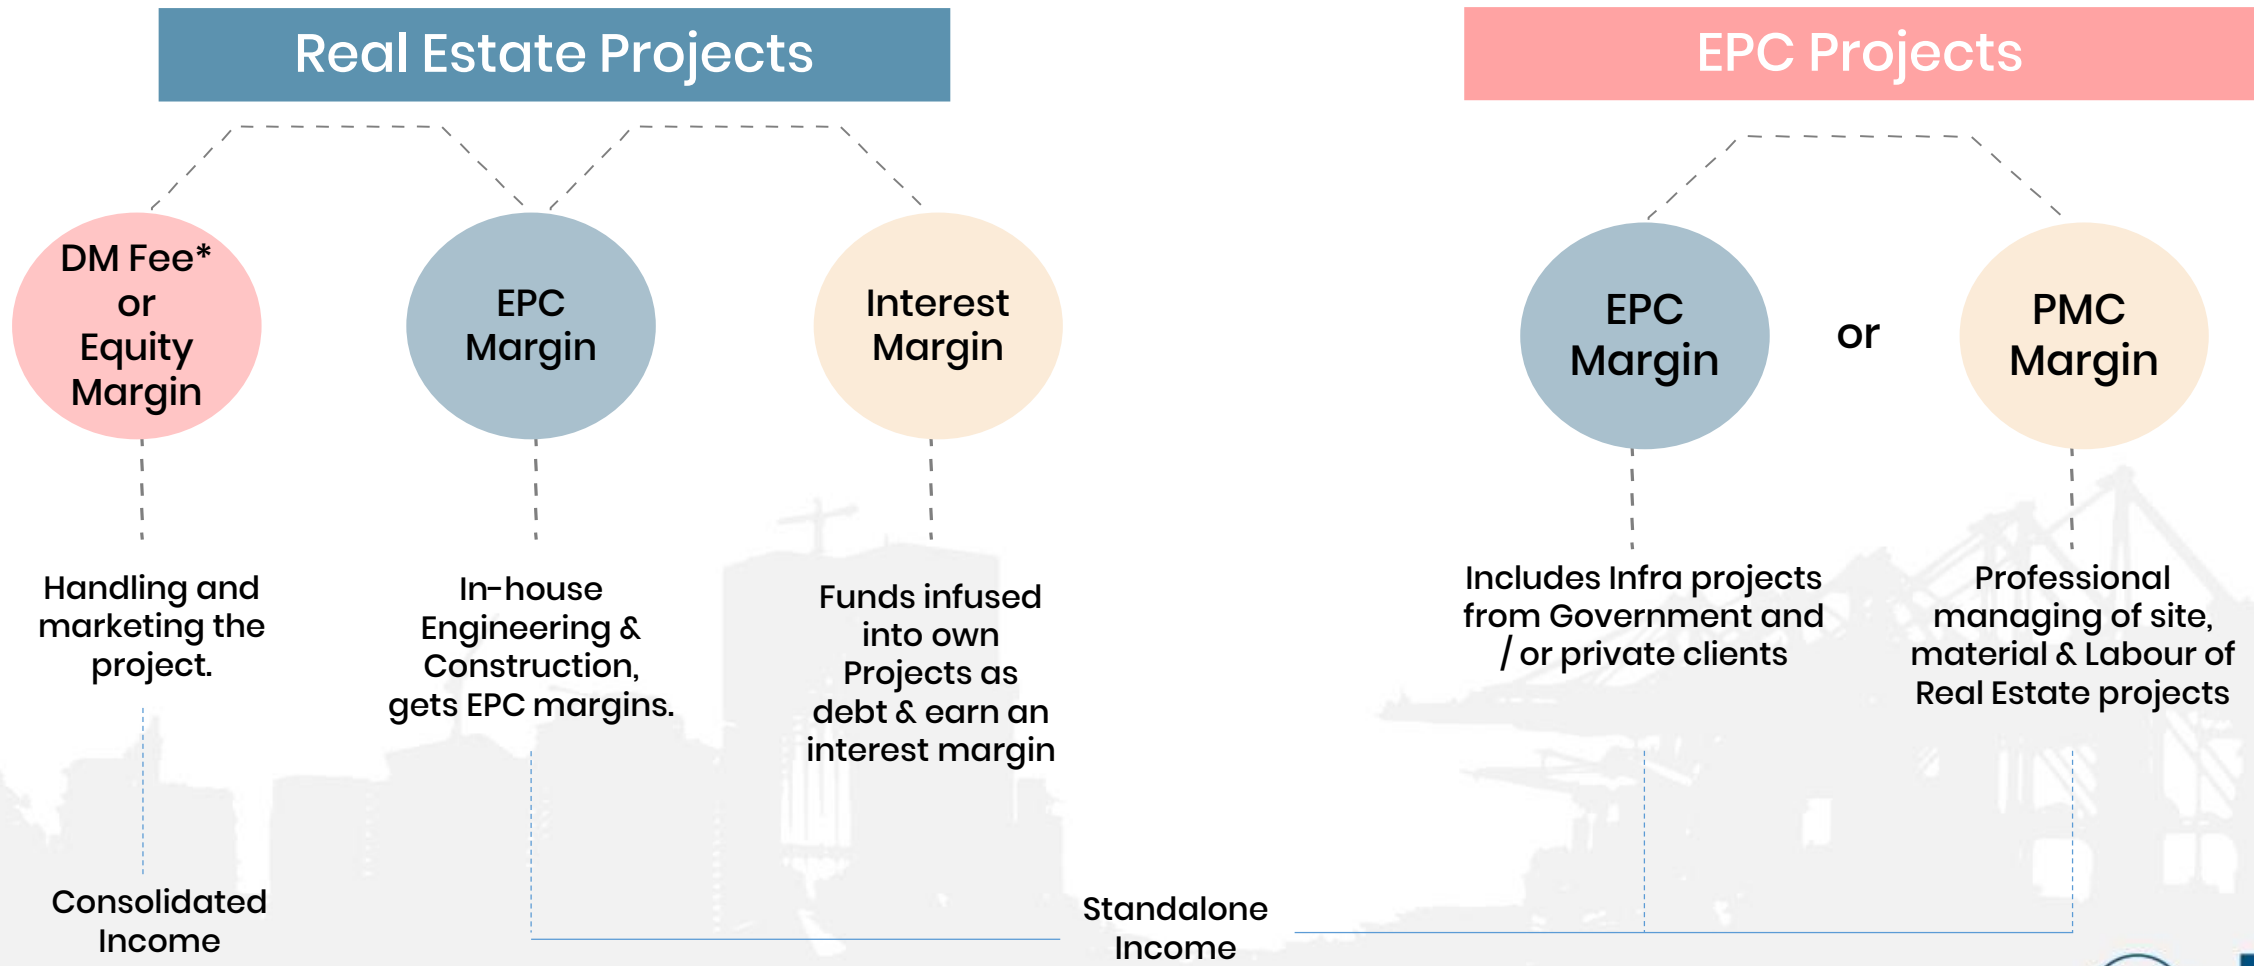 Real Estate Projects
EPC Projects
DM Fee*
or
Equity
Margin
EPC
Margin
Interest
Margin
EPC
Margin
or
PMC
Margin
Handling and
marketing the
project.
In-house
Engineering &
Construction,
gets EPC margins.
Funds infused
into own
Projects as
debt & earn an
interest margin
Includes Infra projects
from Government and
/ or private clients
Professional
managing of site,
material & Labour of
Real Estate projects
Consolidated
Income
Standalone
Income